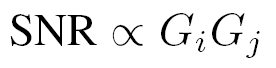 SNR ∝ G_i G_j